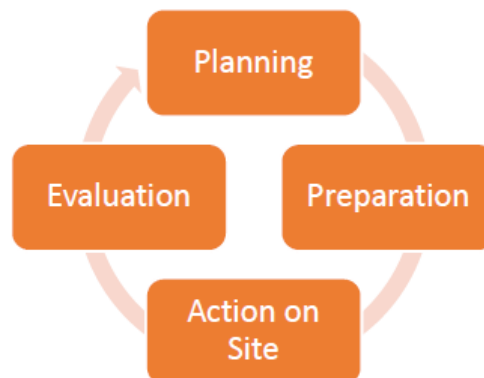 Planning
Preparation
Action on
Site
Evaluation